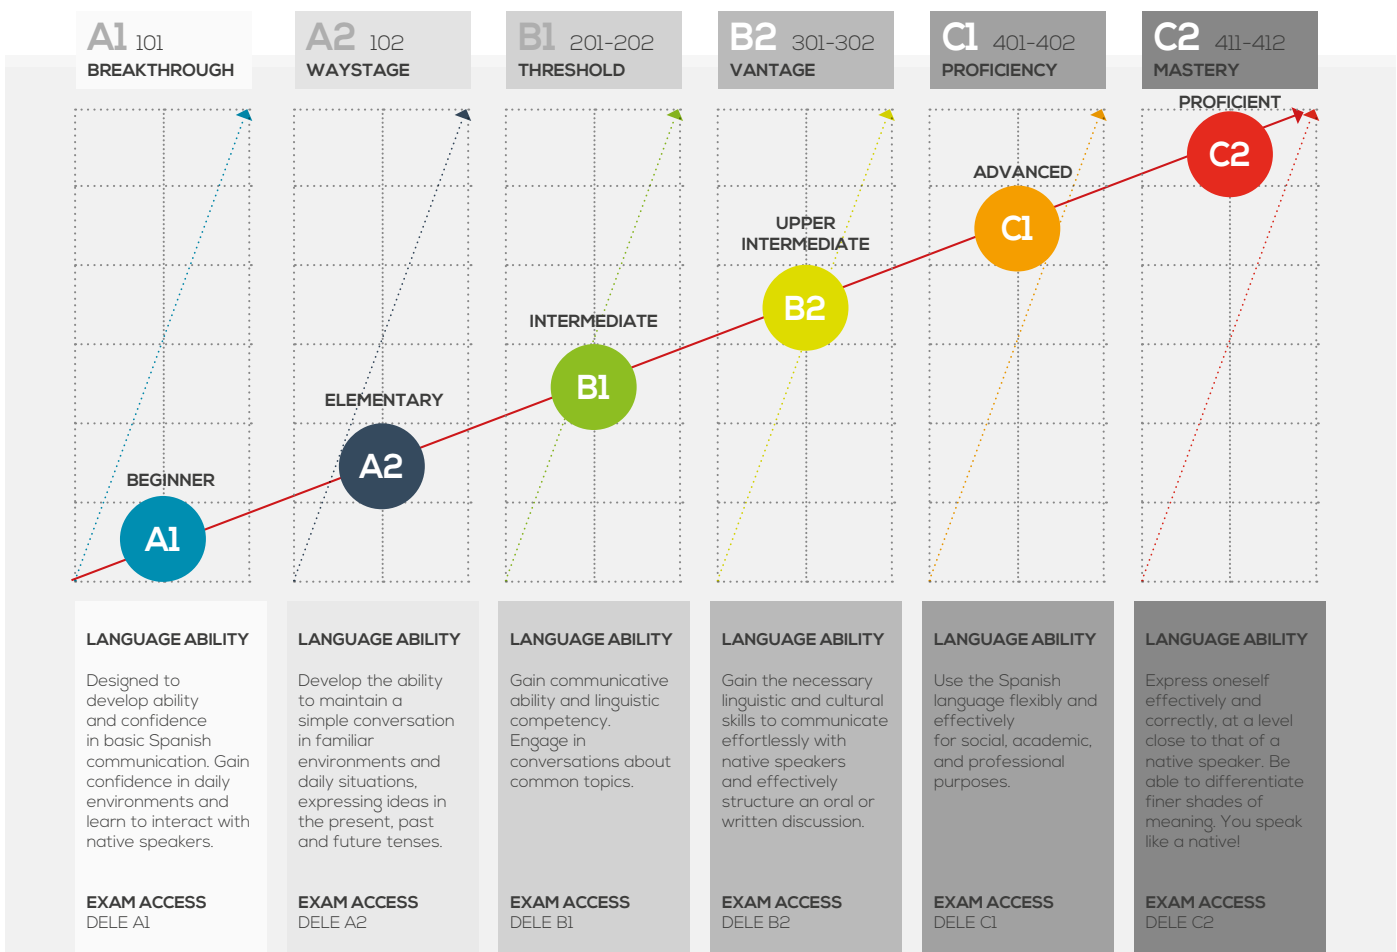 A1 101
BREAKTHROUGH
A2 102
WAYSTAGE
B1 201-202
THRESHOLD
B2 301-302
VANTAGE
C1 401-402
PROFICIENCY
C2 411-412
MASTERY
PROFICIENT
C2
ADVANCED
C1
UPPER
INTERMEDIATE
B2
INTERMEDIATE
B1
ELEMENTARY
A2
BEGINNER
A1
LANGUAGE ABILITY
Designed to
develop ability
and confidence
in basic Spanish
communication. Gain
confidence in daily
environments and
learn to interact with
native speakers.
EXAM ACCESS
DELE A1
LANGUAGE ABILITY
Develop the ability
to maintain a
simple conversation
in familiar
environments and
daily situations,
expressing ideas in
the present, past
and future tenses.
EXAM ACCESS
DELE A2
LANGUAGE ABILITY
Gain communicative
ability and linguistic
competency.
Engage in
conversations about
common topics.
EXAM ACCESS
DELE B1
LANGUAGE ABILITY
Gain the necessary
linguistic and cultural
skills to communicate
effortlessly with
native speakers
and effectively
structure an oral or
written discussion.
EXAM ACCESS
DELE B2
LANGUAGE ABILITY
Use the Spanish
language flexibly and
effectively
for social, academic,
and professional
purposes.
EXAM ACCESS
DELE C1
LANGUAGE ABILITY
Express oneself
effectively and
correctly, at a level
close to that of a
native speaker. Be
able to differentiate
finer shades of
meaning. You speak
like a native!
EXAM ACCESS
DELE C2